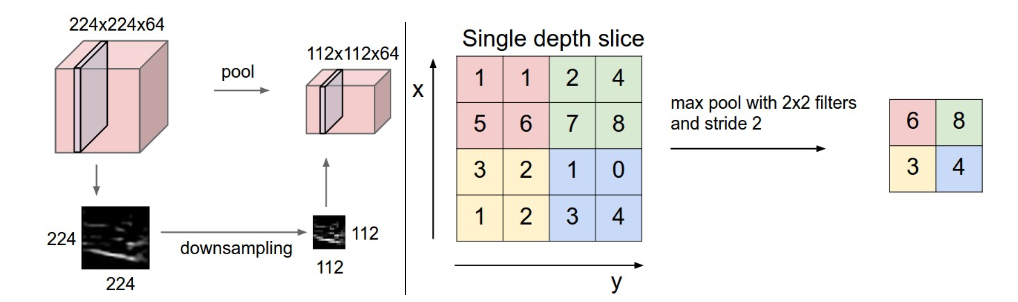 224x224x64
pool
112x112x64
224
224
downsampling
112
112
Single depth slice
x
1 1 2 4
5 6 7 8
3 2 1 0
1 2 3 4
y
max pool with 2x2 filters
and stride 2
6 8
3 4